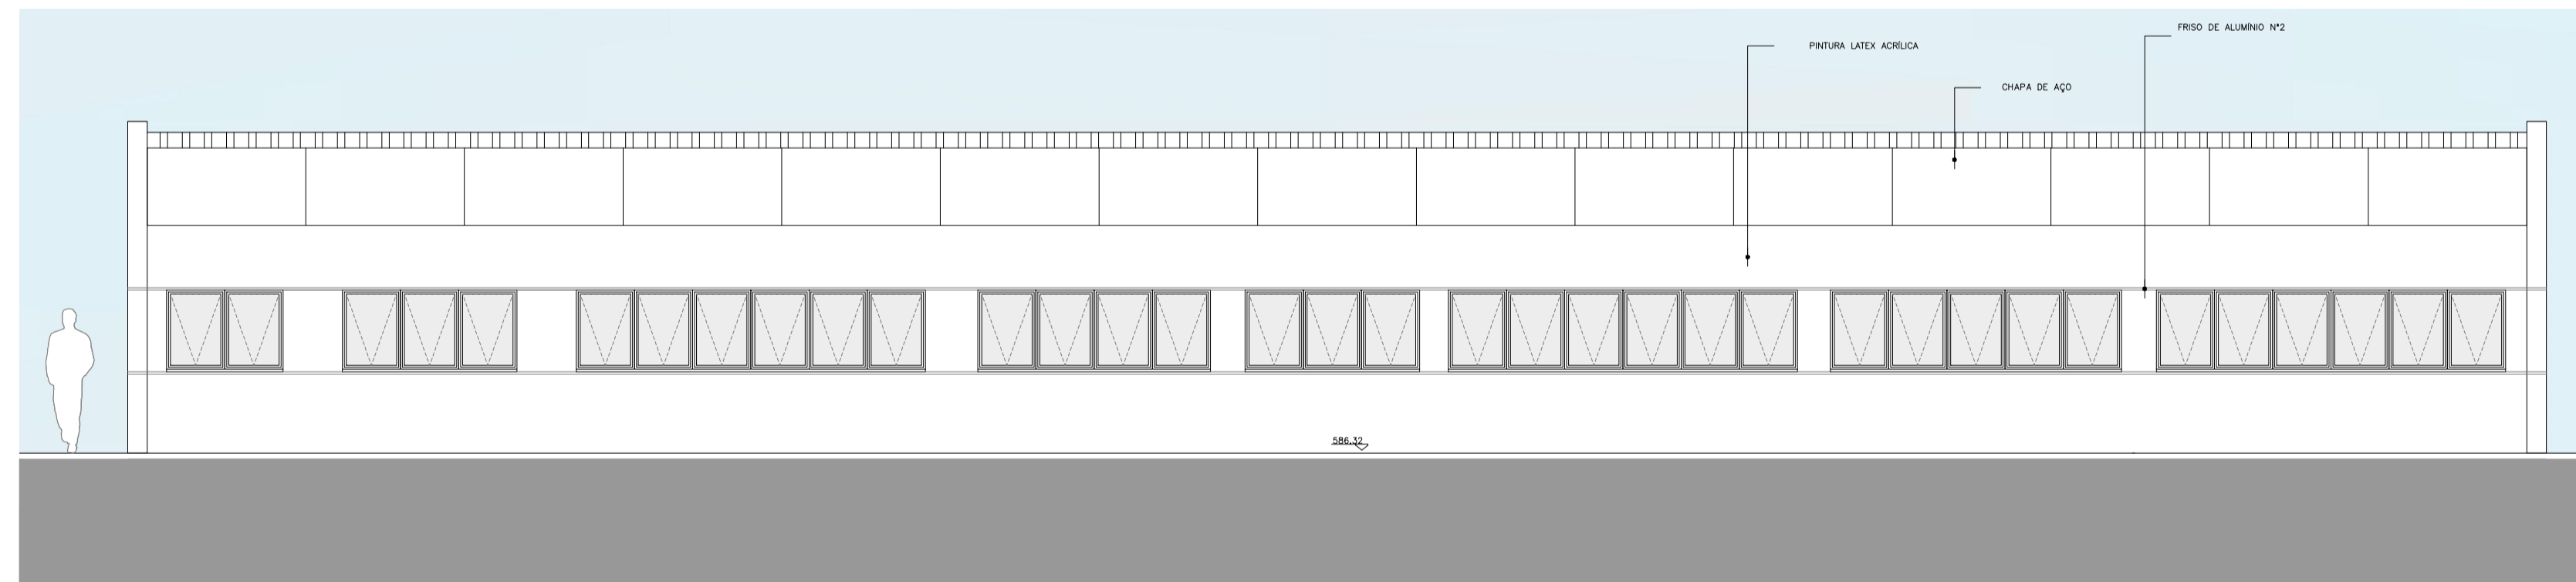 FRISO DE ALUMÍNIO N°2
PINTURA LATEX ACRÍLICA
CHAPA DE AÇO
586,32